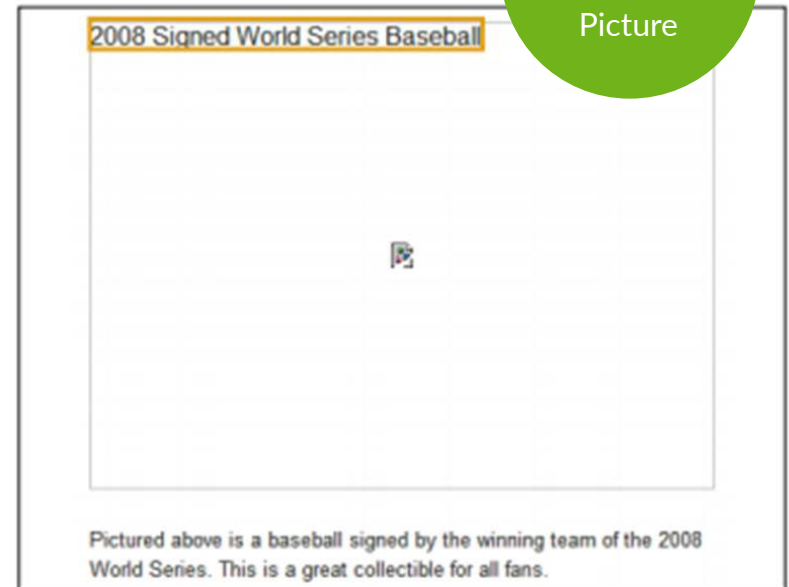 Picture
2008 Signed World Series Baseball
Pictured above is a baseball signed by the winning team of the 2008
World Series. This is a great collectible for all fans.